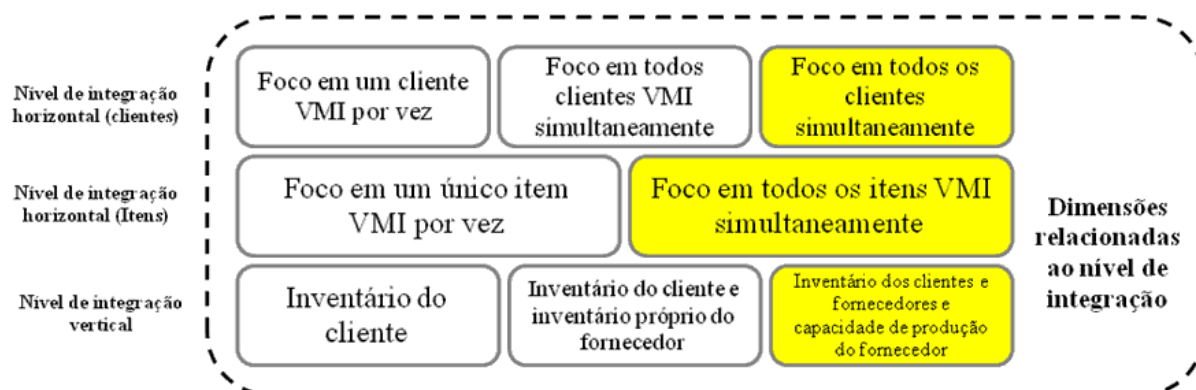 Nível de integração
horizontal (clientes)
Foco em um cliente
VMI por vez
Foco em todos
clientes VMI
simultaneamente
Foco em todos os
clientes
simultaneamente
Nível de integração
horizontal (Itens)
Foco em um único item
VMI por vez
Foco em todos os itens VMI
simultaneamente
Nível de integração
vertical
Inventário do
cliente
Inventário do cliente e
inventário próprio do
fornecedor
Inventário dos clientes e
fornecedores e
capacidade de produção
do fornecedor
Dimensões
relacionadas
ao nível de
integração